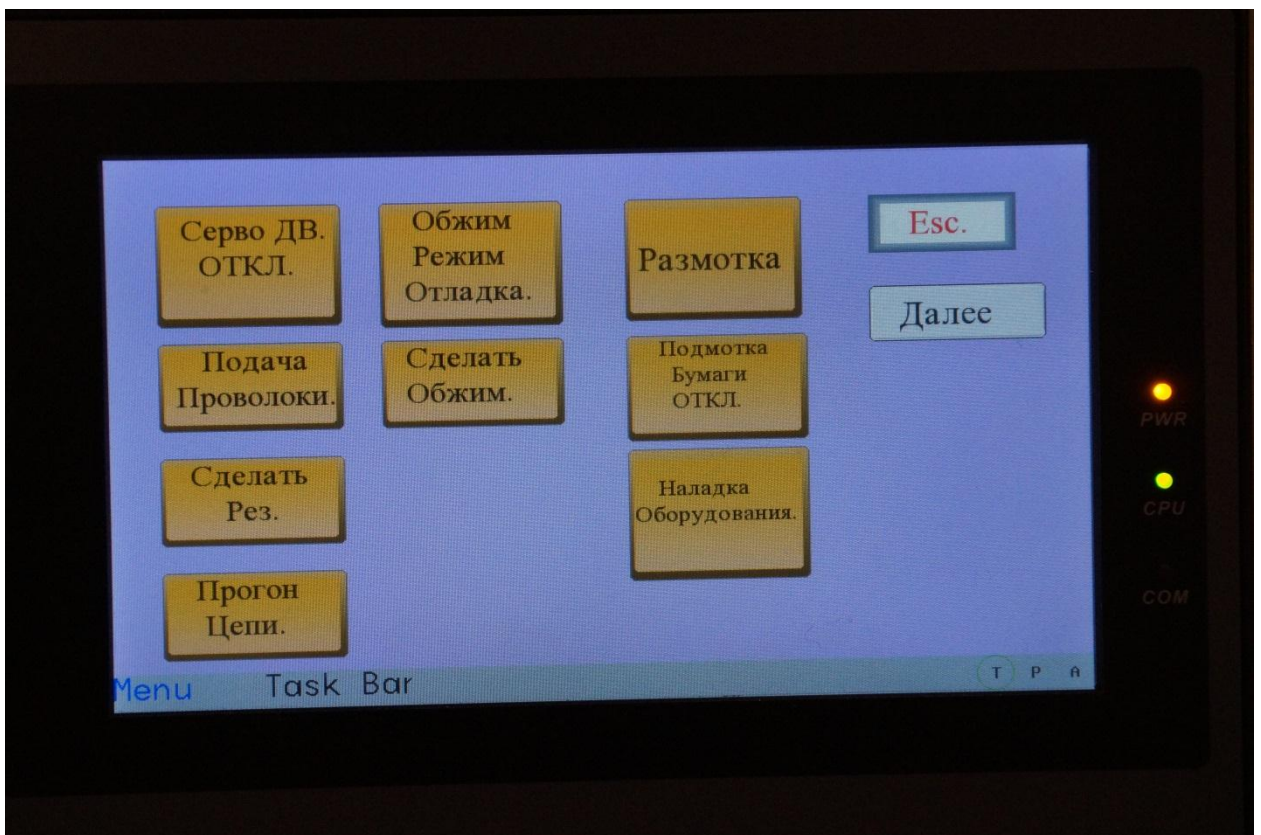 Серво ДВ.
ОТКЛ.
Обжим
Режим
Отладка.
Размотка
Esc.
Далее
Подача
Проволоки.
Сделать
Обжим.
Подмотка
Бумаги
ОТКЛ.
Сделать
Рез.
Наладка
Оборудования.
Прогон
Цепи.
Menu Task Bar T P A
PWR
CPU
COM